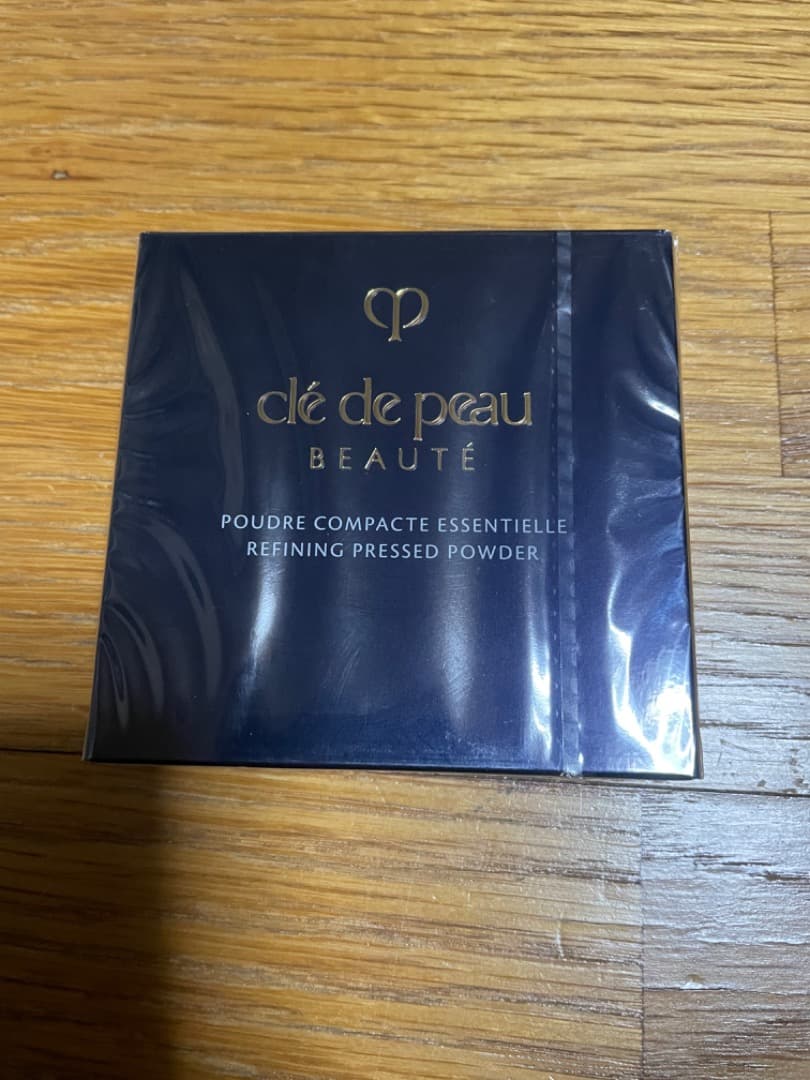 clé de peau
BEAUTÉ
POUDRE COMPACTE ESSENTIELLE
REFINING PRESSED POWDER